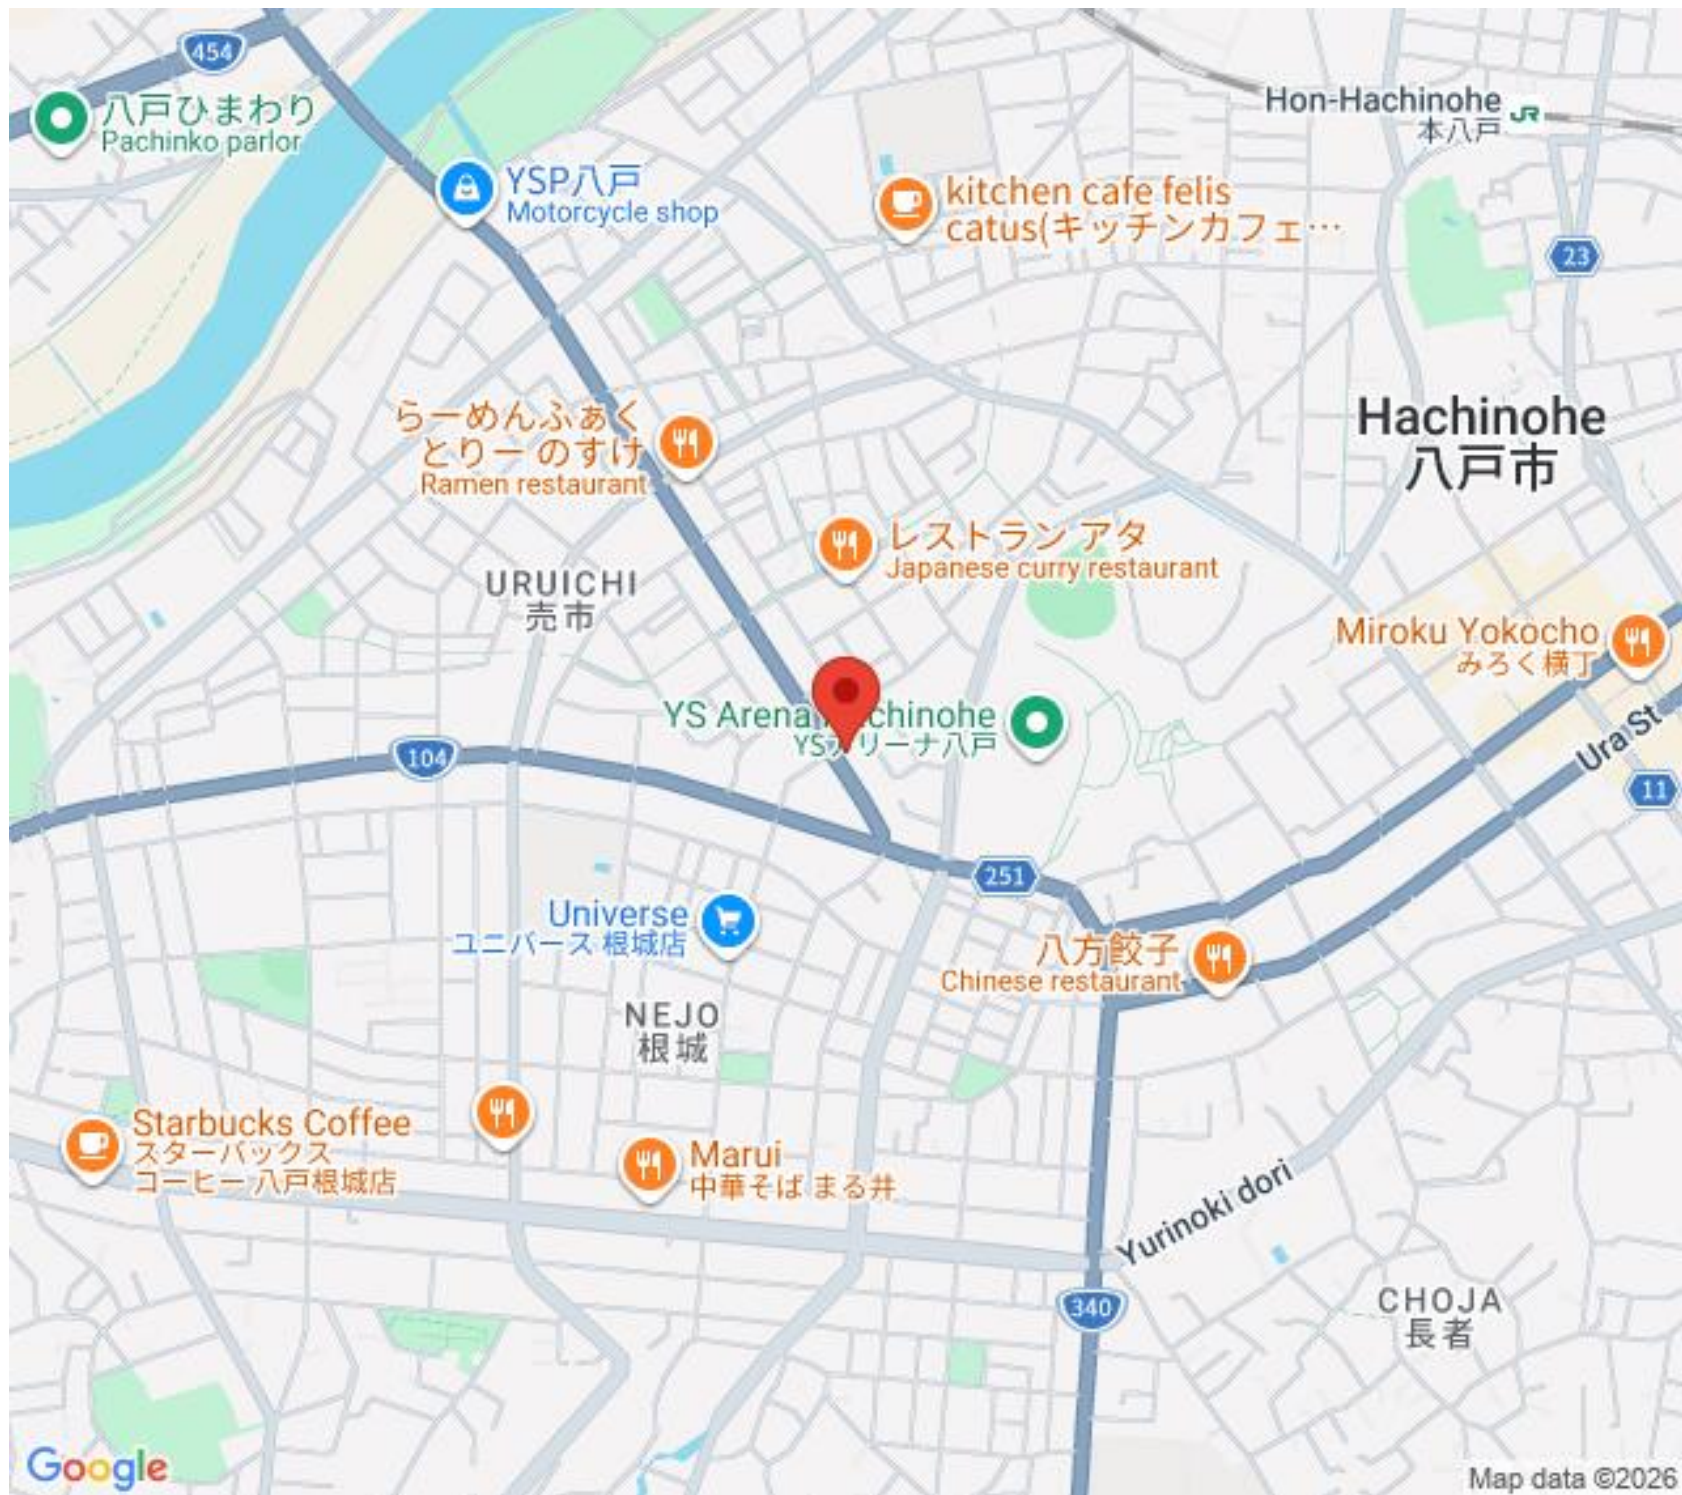 454
八戸ひまわり
Pachinko parlor
Hon-Hachinohe
本八戸
JR
YSP八戸
Motorcycle shop
kitchen cafe felis
catus(キッチンカフェ…
23
らーめんふぁく
とりー のすけ
Ramen restaurant
Hachinohe
八戸市
レストラン アタ
Japanese curry restaurant
URUICHI
売市
Miroku Yokocho
みろく横丁
YS Arena chinohe
YS リーナ八戸
104
Ura St
11
251
Universe
ユニバース 根城店
八方餃子
Chinese restaurant
NEJO
根城
Starbucks Coffee
スターバックス
コーヒー 八戸根城店
Marui
中華そば まる井
Yurinoki dori
340
CHOJA
長者
Google
Map data ©2026